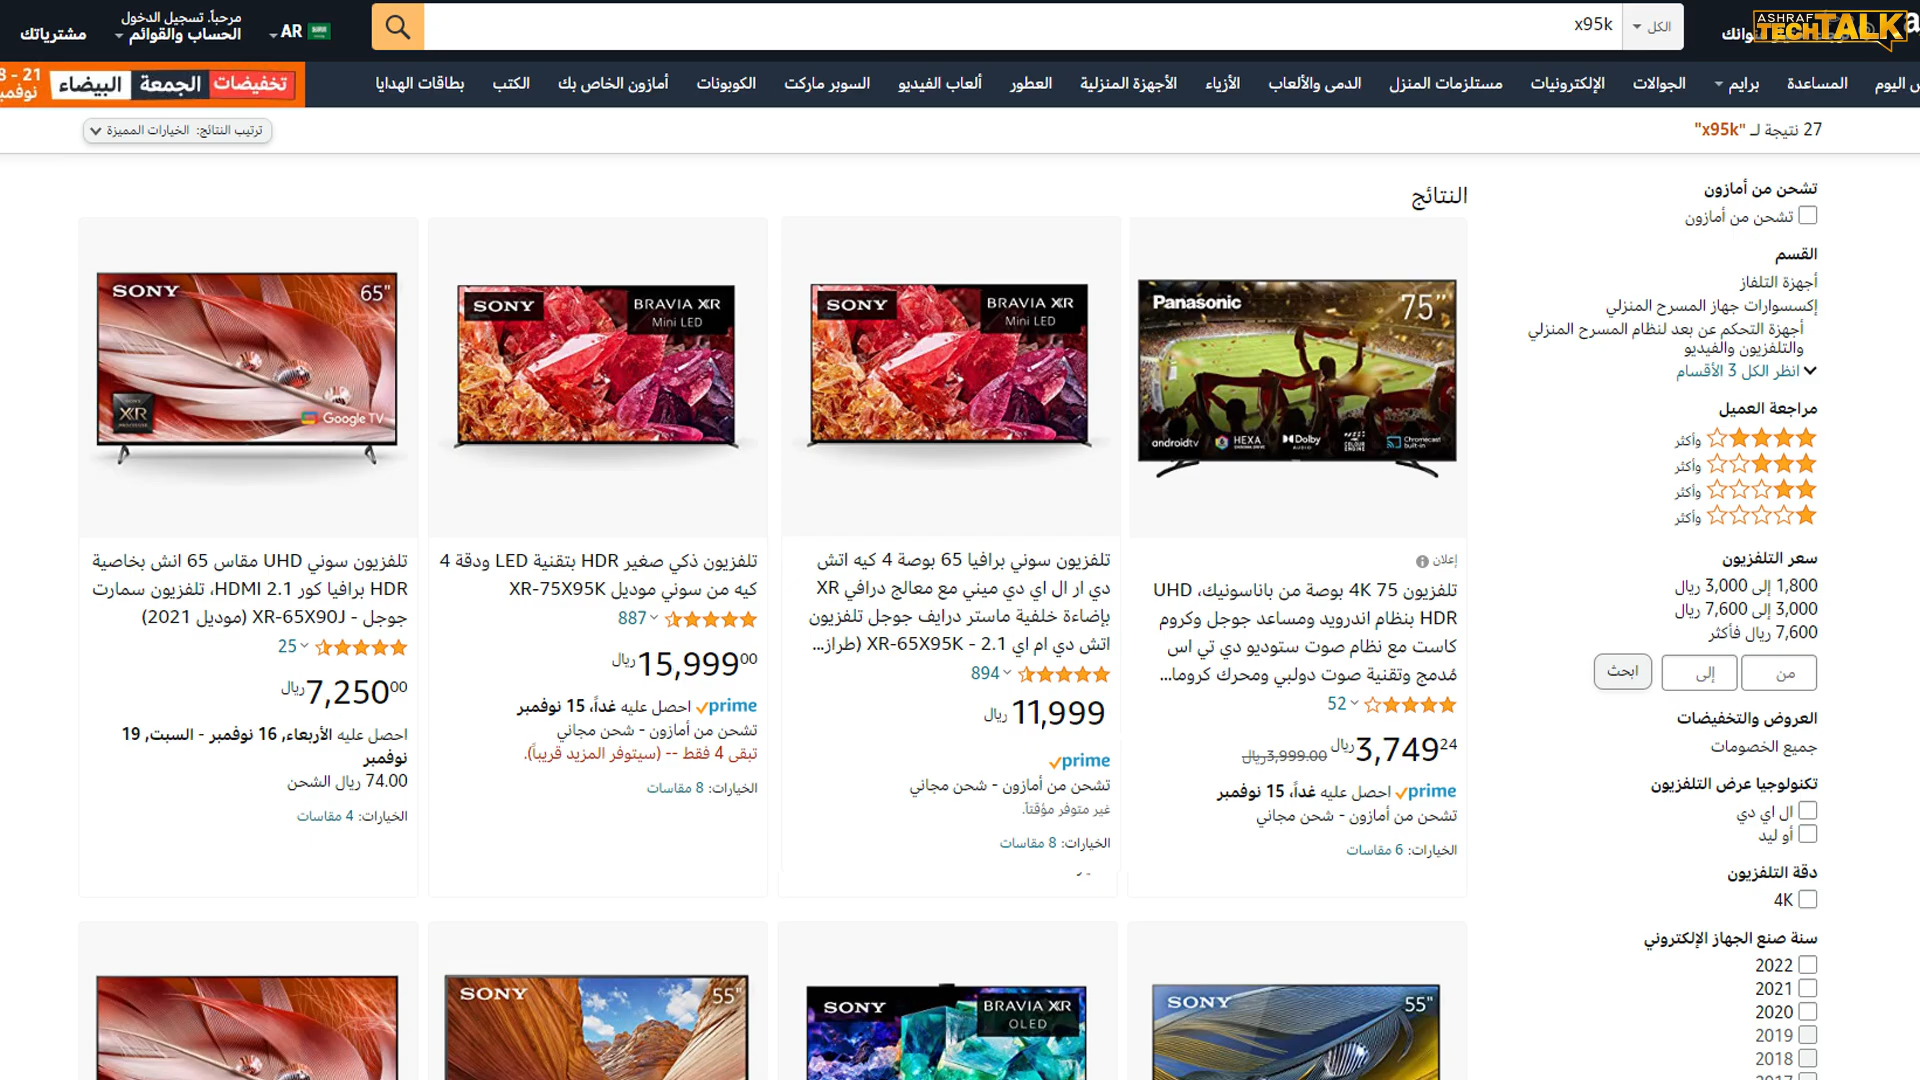 ASHRAF
TECHTALK
الكل
x95k
AR
مرحباً. تسجيل الدخول
الحساب والقوائم
مشترياتك
المساعدة
برايم
الجوالات
الإلكترونيات
مستلزمات المنزل
الدمى والألعاب
الأزياء
الأجهزة المنزلية
العطور
ألعاب الفيديو
السوبر ماركت
الكوبونات
أمازون الخاص بك
الكتب
بطاقات الهدايا
تخفيضات الجمعة البيضاء
27 نتيجة لـ "x95k"
ترتيب النتائج: الخيارات المميزة
تشحن من أمازون
تشحن من أمازون
القسم
أجهزة التلفاز
إكسسوارات جهاز المسرح المنزلي
أجهزة التحكم عن بعد لنظام المسرح المنزلي
والتلفزيون والفيديو
انظر الكل 3 الأقسام
مراجعة العميل
وأكثر
وأكثر
وأكثر
وأكثر
سعر التلفزيون
1,800 إلى 3,000 ريال
3,000 إلى 7,600 ريال
7,600 ريال فأكثر
من
إلى
ابحث
العروض والتخفيضات
جميع الخصومات
تكنولوجيا عرض التلفزيون
ال اي دي
أو ليد
دقة التلفزيون
4K
سنة صنع الجهاز الإلكتروني
2022
2021
2020
2019
2018
النتائج
Panasonic
75"
androidtv
HEXA
Dolby
AUDIO
COLOUR
ENGINE
Chromecast
built-in
إعلان
تلفزيون 4K 75 بوصة من باناسونيك، UHD
HDR بنظام اندرويد ومساعد جوجل وكروم
كاست مع نظام صوت ستوديو دي تي اس
مُدمج وتقنية صوت دولبي ومحرك كروما...
52
3,749 24 ريال
3,999.00ريال
prime احصل عليه غداً، 15 نوفمبر
تشحن من أمازون - شحن مجاني
الخيارات: 6 مقاسات
SONY
BRAVIA XR
Mini LED
تلفزيون سوني برافيا 65 بوصة 4 كيه اتش
دي ار ال اي دي ميني مع معالج درافي XR
بإضاءة خلفية ماستر درايف جوجل تلفزيون
اتش دي ام اي 2.1 - XR-65X95K (طراز...
894
11,999 ريال
prime
تشحن من أمازون - شحن مجاني
غير متوفر مؤقتاً.
الخيارات: 8 مقاسات
SONY
BRAVIA XR
Mini LED
تلفزيون ذكي صغير HDR بتقنية LED ودقة 4
كيه من سوني موديل XR-75X95K
887
15,999 00 ريال
prime احصل عليه غداً، 15 نوفمبر
تشحن من أمازون - شحن مجاني
تبقى 4 فقط -- (سيتوفر المزيد قريباً).
الخيارات: 8 مقاسات
SONY
65"
XR
Google TV
تلفزيون سوني UHD مقاس 65 انش بخاصية
HDR برافيا كور HDMI 2.1، تلفزيون سمارت
جوجل - XR-65X90J (موديل 2021)
25
7,250 00 ريال
احصل عليه الأربعاء, 16 نوفمبر - السبت, 19
نوفمبر
74.00 ريال الشحن
الخيارات: 4 مقاسات
SONY
55"
SONY
BRAVIA XR
OLED
SONY
55"